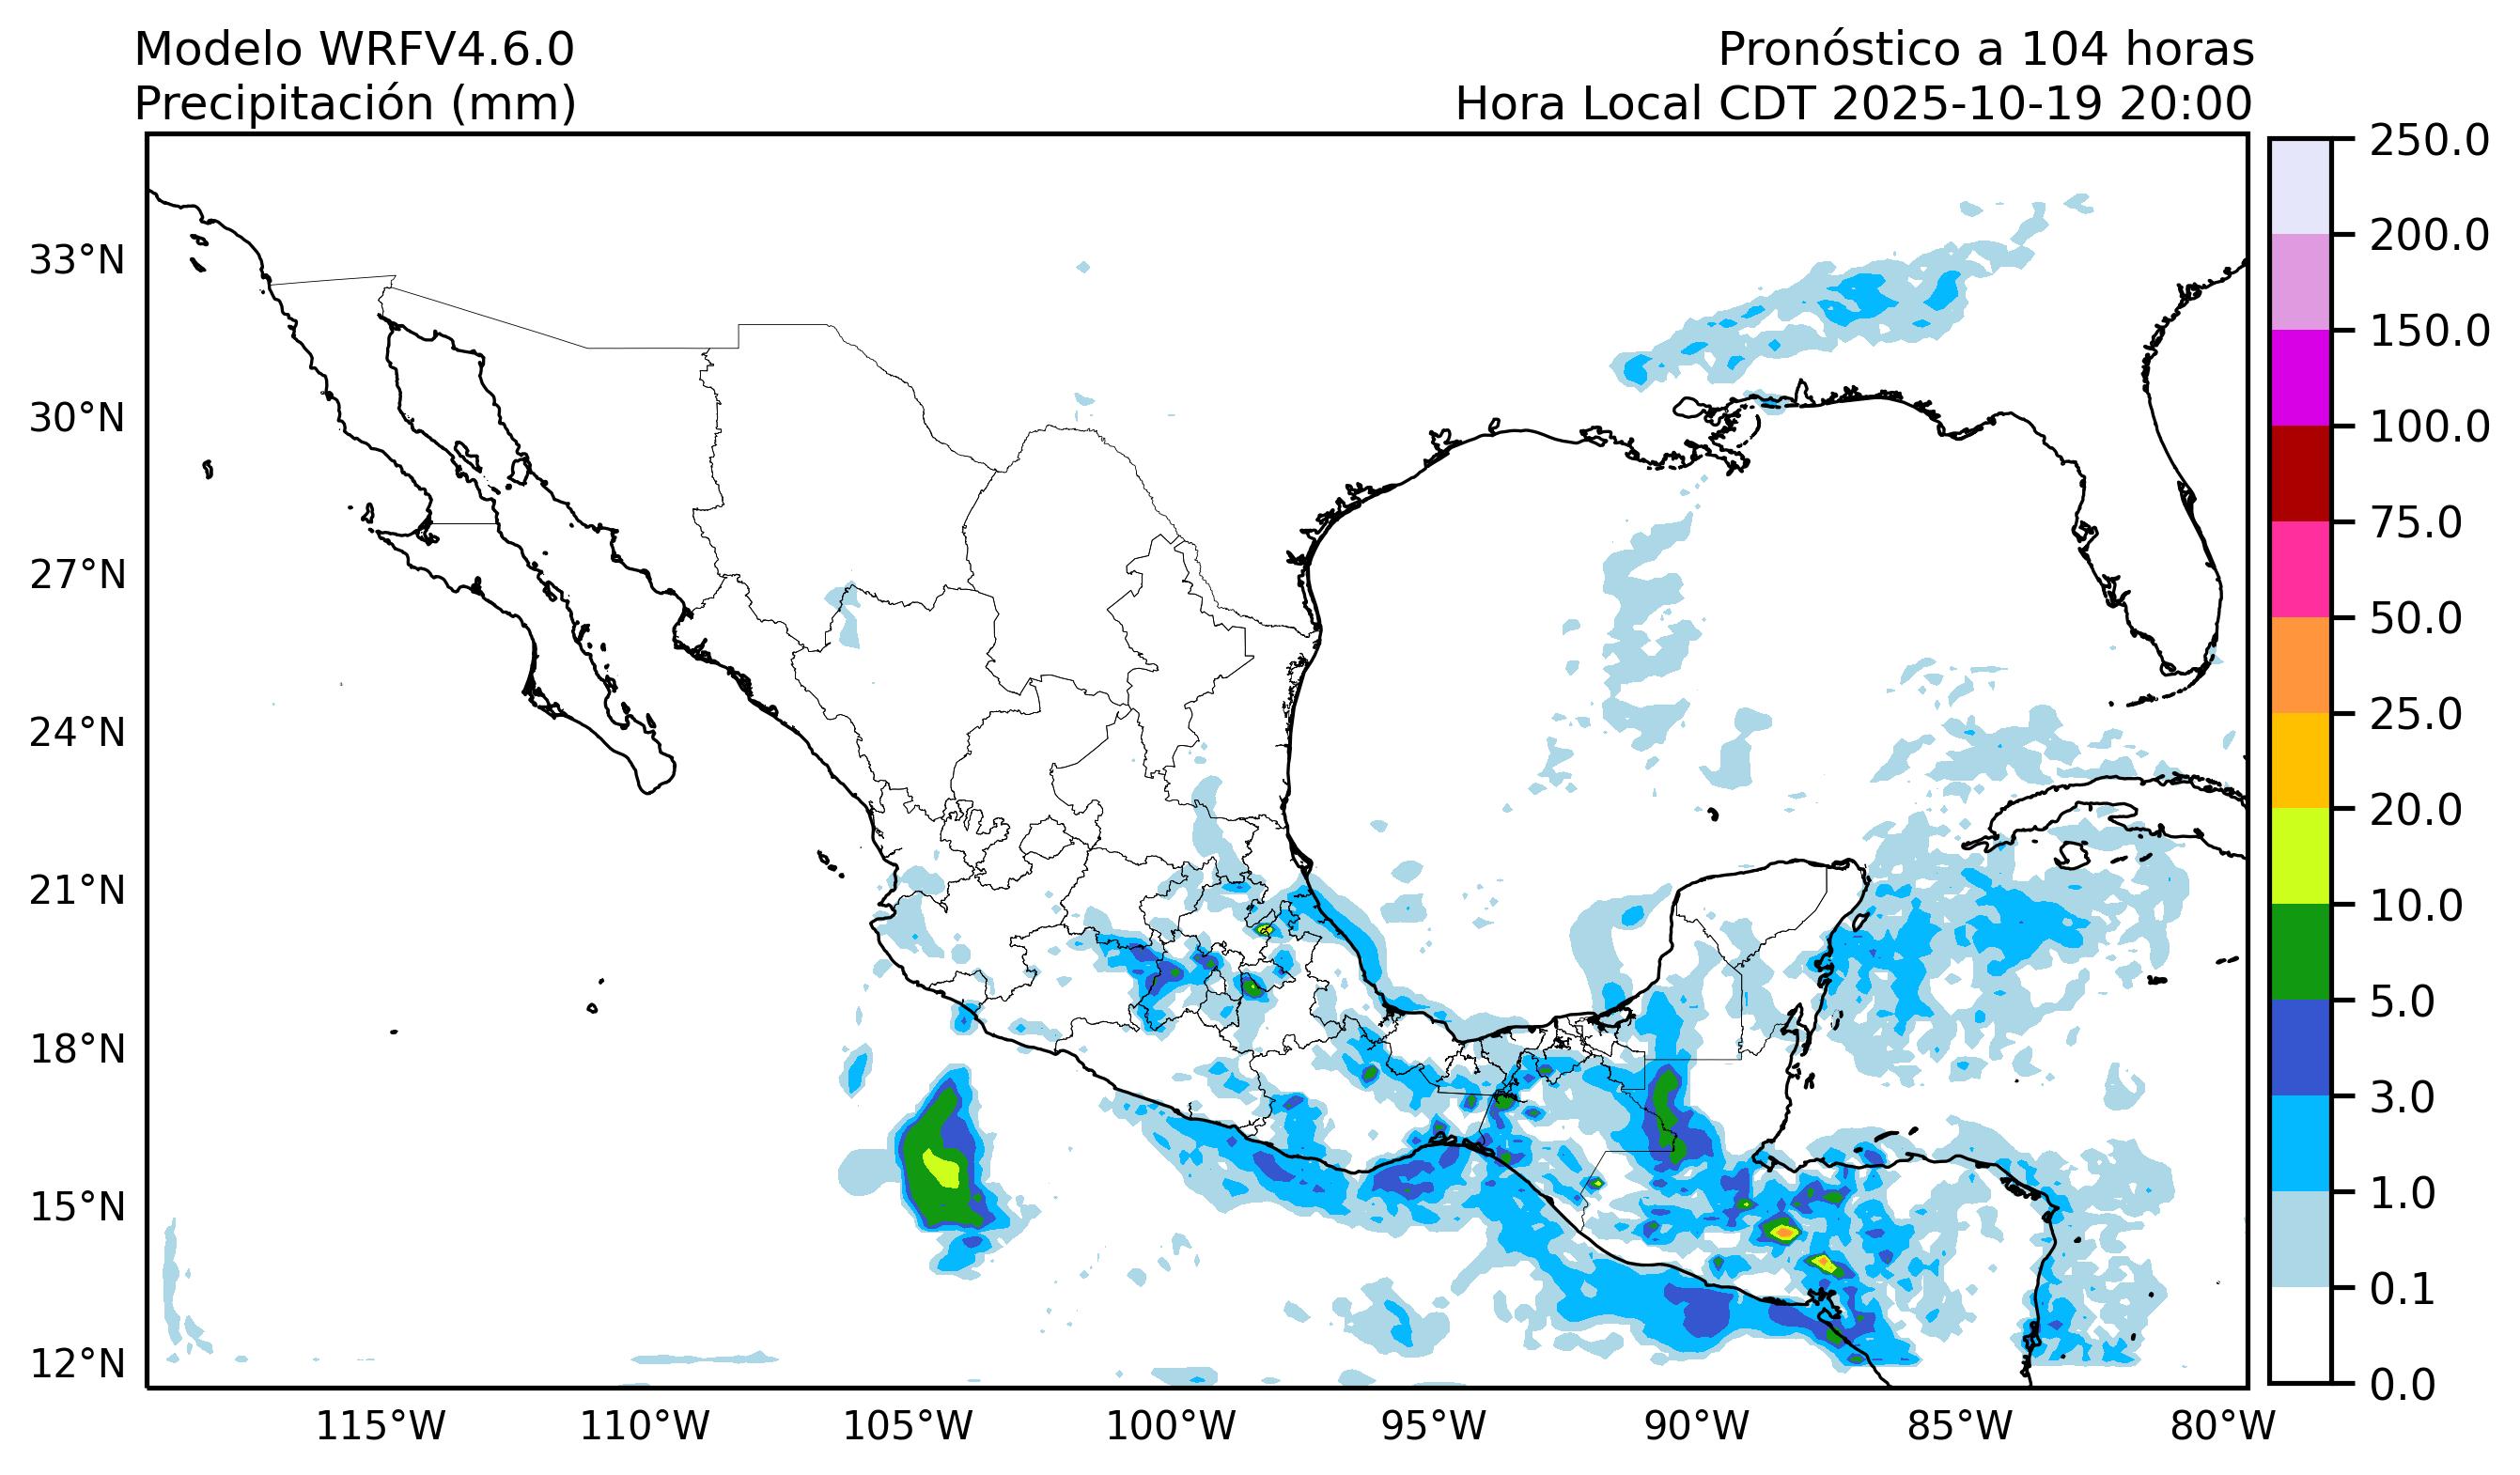 Modelo WRFV4.6.0
Precipitación (mm)
Pronóstico a 104 horas
Hora Local CDT 2025-10-19 20:00
33°N
30°N
27°N
24°N
21°N
18°N
15°N
12°N
115°W
110°W
105°W
100°W
95°W
90°W
85°W
80°W
250.0
200.0
150.0
100.0
75.0
50.0
25.0
20.0
10.0
5.0
3.0
1.0
0.1
0.0